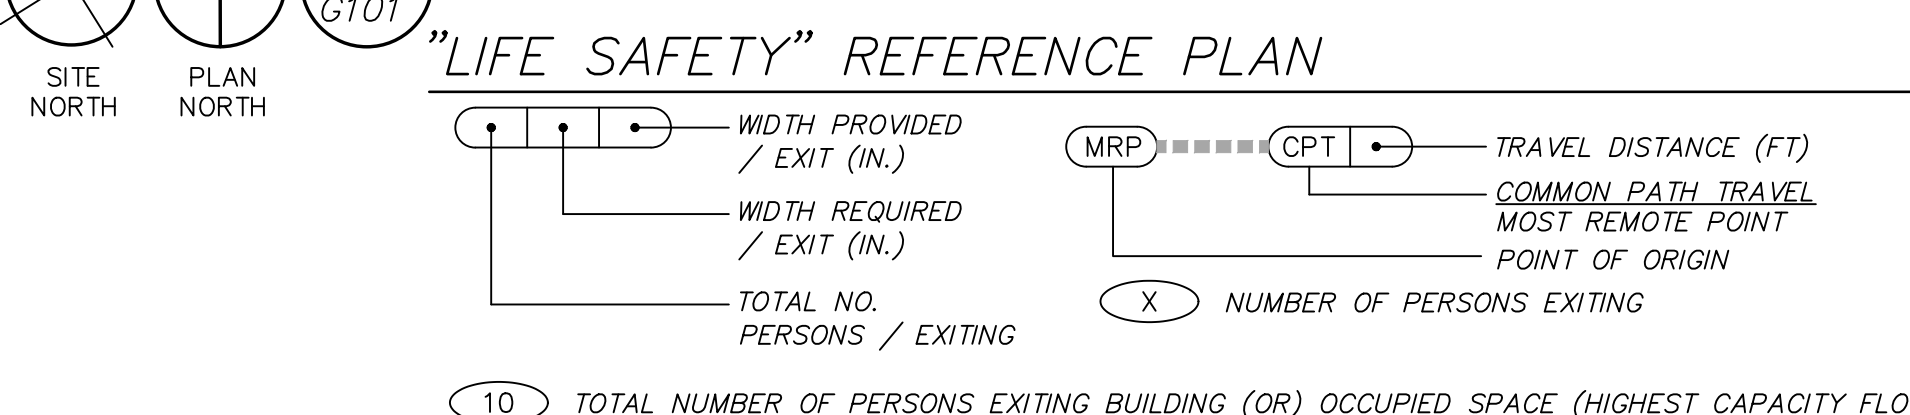 G101
SITE
NORTH
PLAN
NORTH
"LIFE SAFETY" REFERENCE PLAN
WIDTH PROVIDED
/ EXIT (IN.)
WIDTH REQUIRED
/ EXIT (IN.)
TOTAL NO.
PERSONS / EXITING
MRP
CPT
TRAVEL DISTANCE (FT)
COMMON PATH TRAVEL
MOST REMOTE POINT
POINT OF ORIGIN
X NUMBER OF PERSONS EXITING
10 TOTAL NUMBER OF PERSONS EXITING BUILDING (OR) OCCUPIED SPACE (HIGHEST CAPACITY FLO